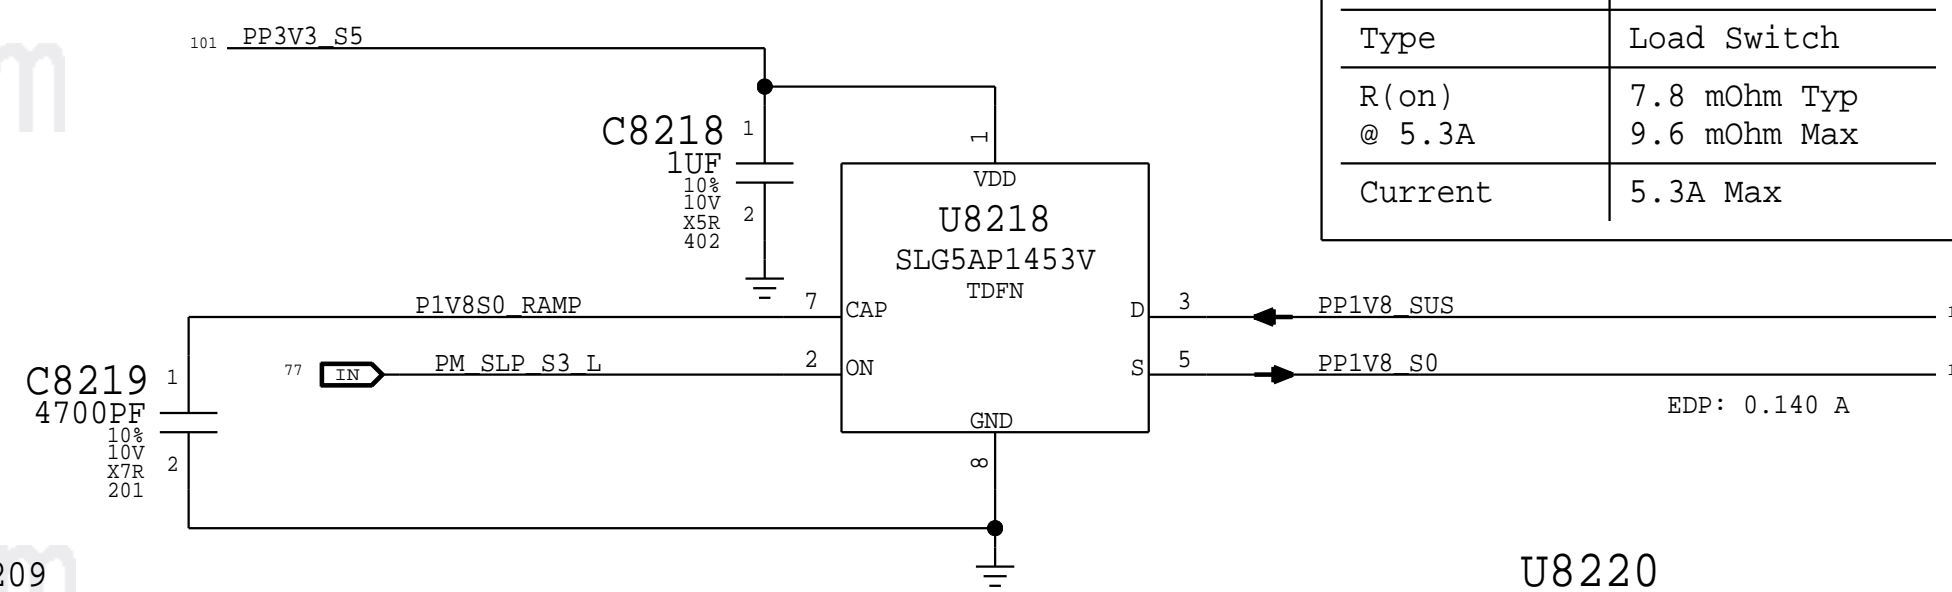 101 PP3V3_S5
Type Load Switch
R(on) 7.8 mOhm Typ
@ 5.3A 9.6 mOhm Max
Current 5.3A Max
C8218 1
1UF
10%
10V
X5R
402
2
1
VDD
U8218
SLG5AP1453V
TDFN
P1V8S0_RAMP 7 CAP
D 3 PP1V8_SUS
77 IN PM_SLP_S3_L 2 ON
S 5 PP1V8_S0
EDP: 0.140 A
C8219 1
4700PF
10%
10V
X7R
201
2
GND
8
209
U8220